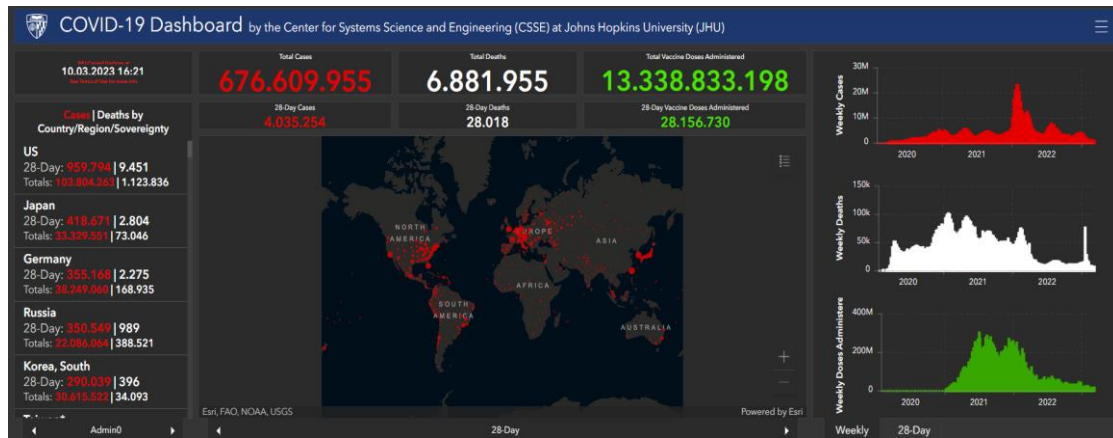 COVID-19 Dashboard by the Center for Systems Science and Engineering (CSSE) at Johns Hopkins University (JHU)
10.03.2023 16:21
Cases | Deaths by
Country/Region/Sovereignty
US
28-Day: 959.794 | 9.451
Totals: 103.804.263 | 1.123.836
Japan
28-Day: 418.671 | 2.804
Totals: 33.329.551 | 73.046
Germany
28-Day: 355.168 | 2.275
Totals: 38.249.060 | 168.935
Russia
28-Day: 350.549 | 989
Totals: 22.086.064 | 388.521
Korea, South
28-Day: 290.039 | 396
Totals: 30.615.522 | 34.093
Admin0
Total Cases
676.609.955
Total Deaths
6.881.955
Total Vaccine Doses Administered
13.338.833.198
28-Day Cases
4.035.254
28-Day Deaths
28.018
28-Day Vaccine Doses Administered
28.156.730
NORTH
AMERICA
EUROPE
ASIA
AFRICA
SOUTH
AMERICA
AUSTRALIA
Esri, FAO, NOAA, USGS
Powered by Esri
28-Day
Weekly Cases
30M
20M
10M
0
2020
2021
2022
Weekly Deaths
150k
100k
50k
0
2020
2021
2022
Weekly Doses Administere
400M
200M
0
2020
2021
2022
Weekly
28-Day